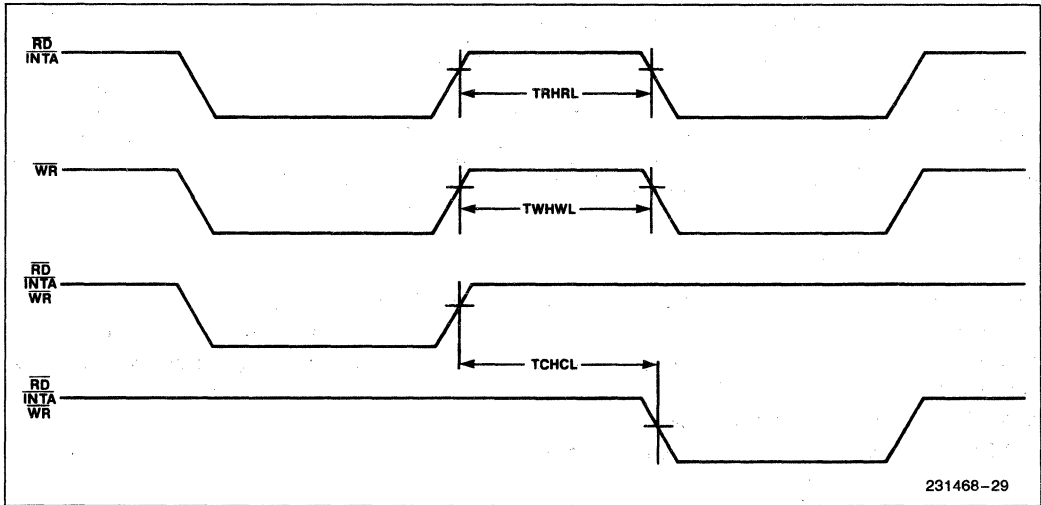 RD
INTA
TRHRL
WR
TWHWL
RD
INTA
WR
TCHCL
RD
INTA
WR
231468-29